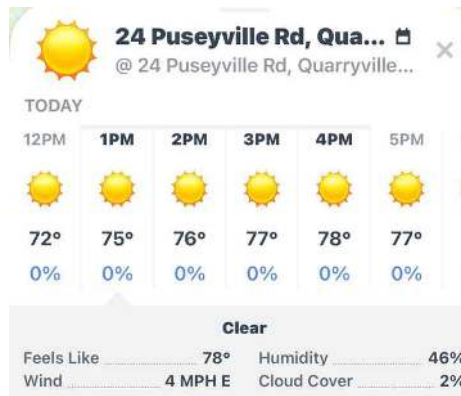 24 Puseyville Rd, Qua...
@ 24 Puseyville Rd, Quarryville...
TODAY
12PM 1PM 2PM 3PM 4PM 5PM
72° 75° 76° 77° 78° 77°
0% 0% 0% 0% 0% 0%
Clear
Feels Like 78° Humidity 46%
Wind 4 MPH E Cloud Cover 2%